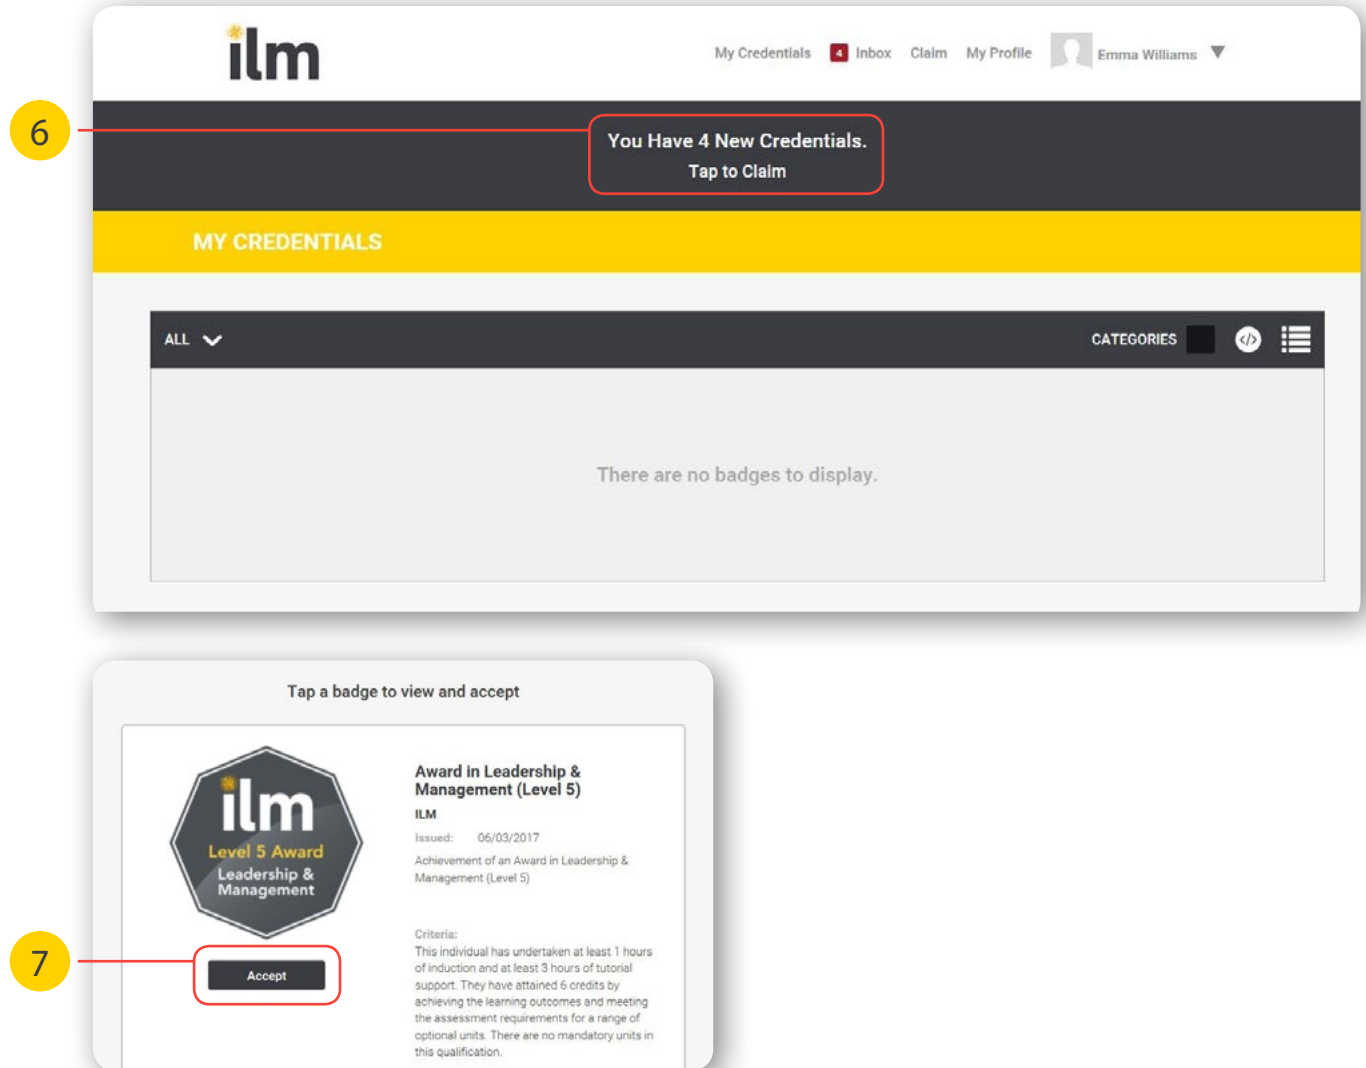 ilm
My Credentials 4 Inbox Claim My Profile Emma Williams
6
You Have 4 New Credentials.
Tap to Claim
MY CREDENTIALS
ALL CATEGORIES </>
There are no badges to display.
Tap a badge to view and accept
ilm
Level 5 Award
Leadership &
Management
Award in Leadership &
Management (Level 5)
ILM
Issued: 06/03/2017
Achievement of an Award in Leadership &
Management (Level 5)
7
Accept
Criteria:
This individual has undertaken at least 1 hours
of induction and at least 3 hours of tutorial
support. They have attained 6 credits by
achieving the learning outcomes and meeting
the assessment requirements for a range of
optional units. There are no mandatory units in
this qualification.